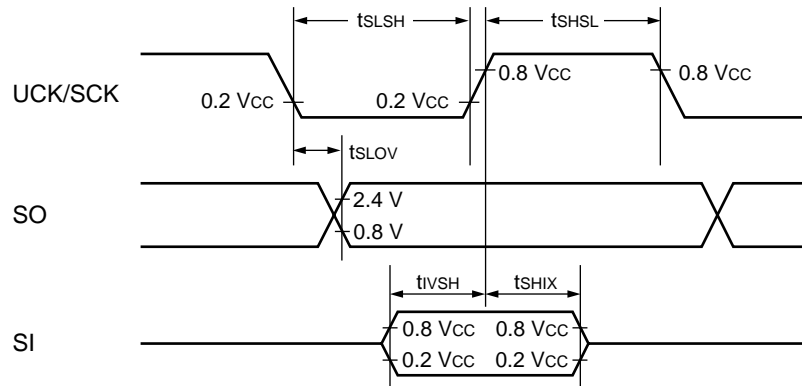 tSLSH tSHSL
UCK/SCK 0.2 VCC 0.2 VCC 0.8 VCC 0.8 VCC
tSLOV
SO 2.4 V
0.8 V
tIVSH tSHIX
SI 0.8 VCC 0.8 VCC
0.2 VCC 0.2 VCC